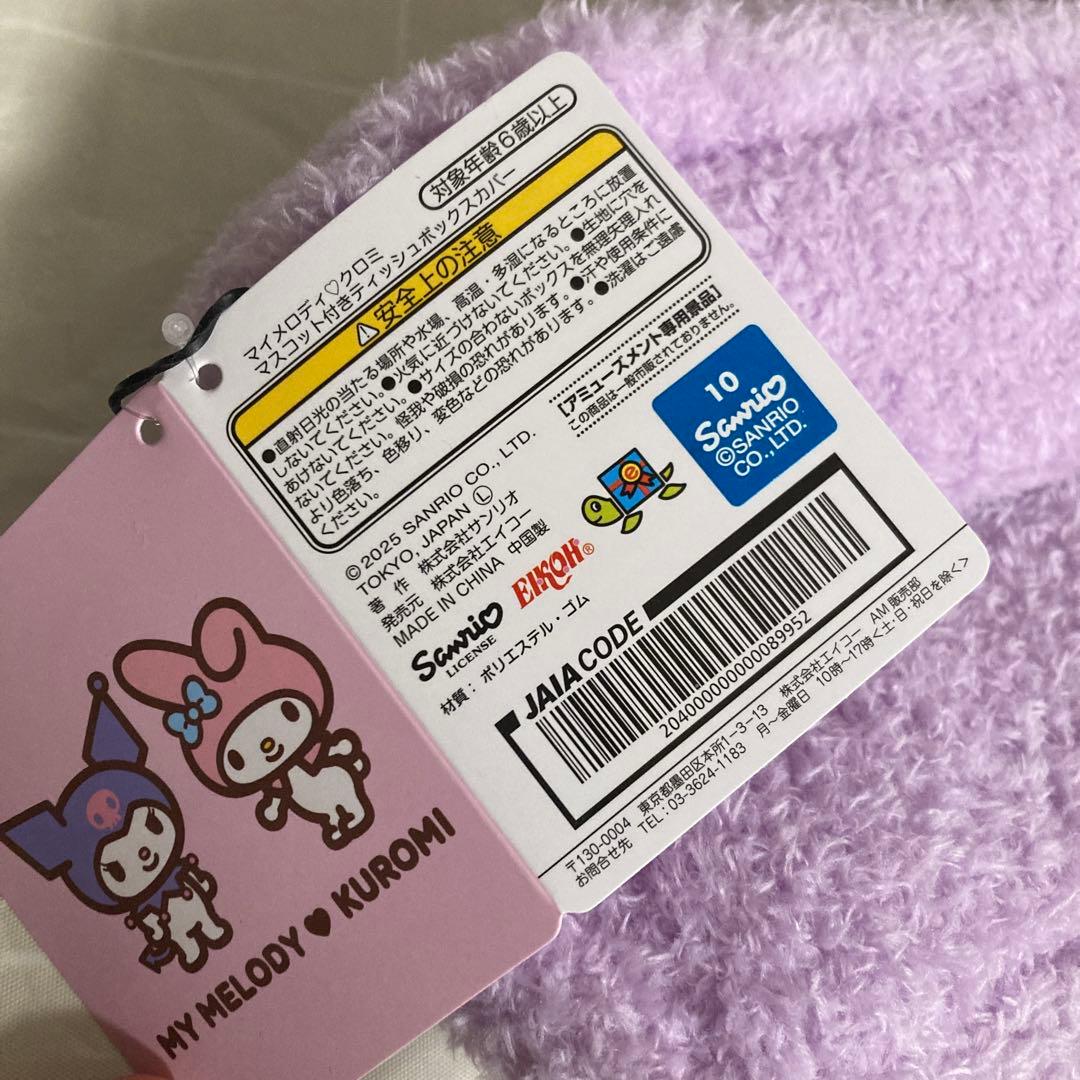 対象年齢6歳以上
マイメロディ♡クロミ
マスコット付きティッシュボックスカバー
⚠安全上の注意
●直射日光の当たる場所や水場、高温、多湿になるところに放置
しないでください。●火気に近づけないでください。●生地に穴を
あけないでください。●サイズの合わないボックスを無理矢理入れ
ないでください。怪我や破損の恐れがあります。●汗や使用条件に
より色落ち、色移り、変色などの恐れがあります。●洗濯はご遠慮
ください。
[アミューズメント専用景品]
この商品は一般市販されておりません。
©2025 SANRIO CO., LTD.
TOKYO, JAPAN Ⓛ
著 作 株式会社サンリオ
発売元 株式会社エイコー
MADE IN CHINA 中国製
Sanrio
LICENSE
EIKOH®
e
10
Sanrio
©SANRIO
CO.,LTD.
材質： ポリエステル・ゴム
JAIACODE
2040000000089952
〒130-0004 東京都墨田区本所1-3-13 株式会社エイコー AM販売部
お問合せ先 TEL：03-3624-1183 月～金曜日 10時～17時＜土・日・祝日を除く＞
MY MELODY♥KUROMI